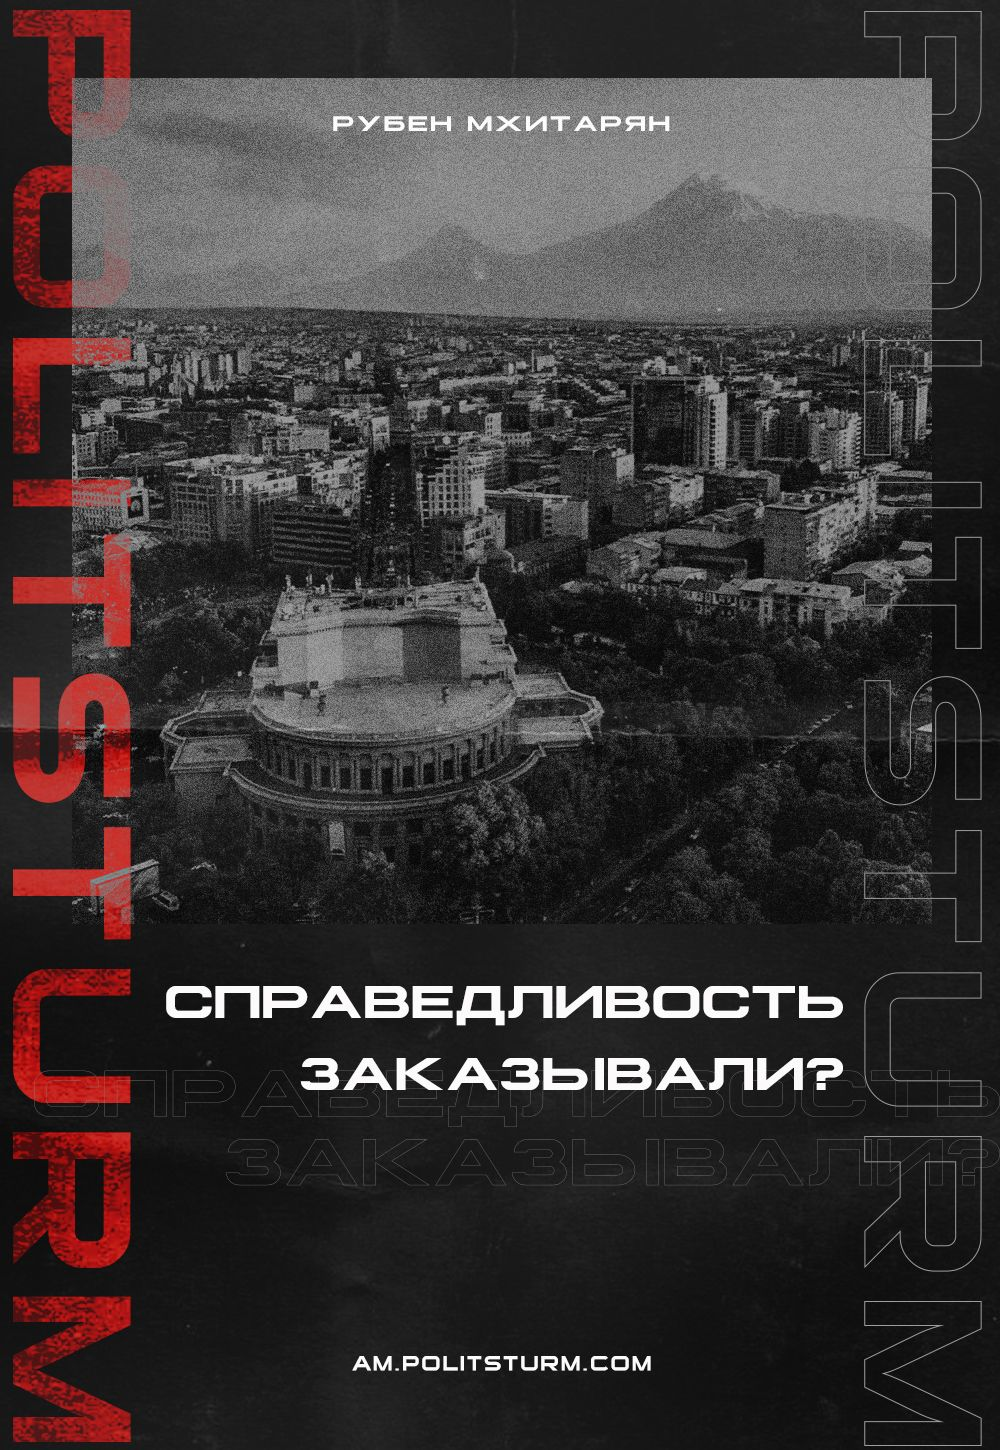 POLITSTURM
POLITSTURM
РУБЕН МХИТАРЯН
СПРАВЕДЛИВОСТЬ
ЗАКАЗЫВАЛИ?
СПРАВЕДЛИВОСТЬ
ЗАКАЗЫВАЛИ?
AM.POLITSTURM.COM